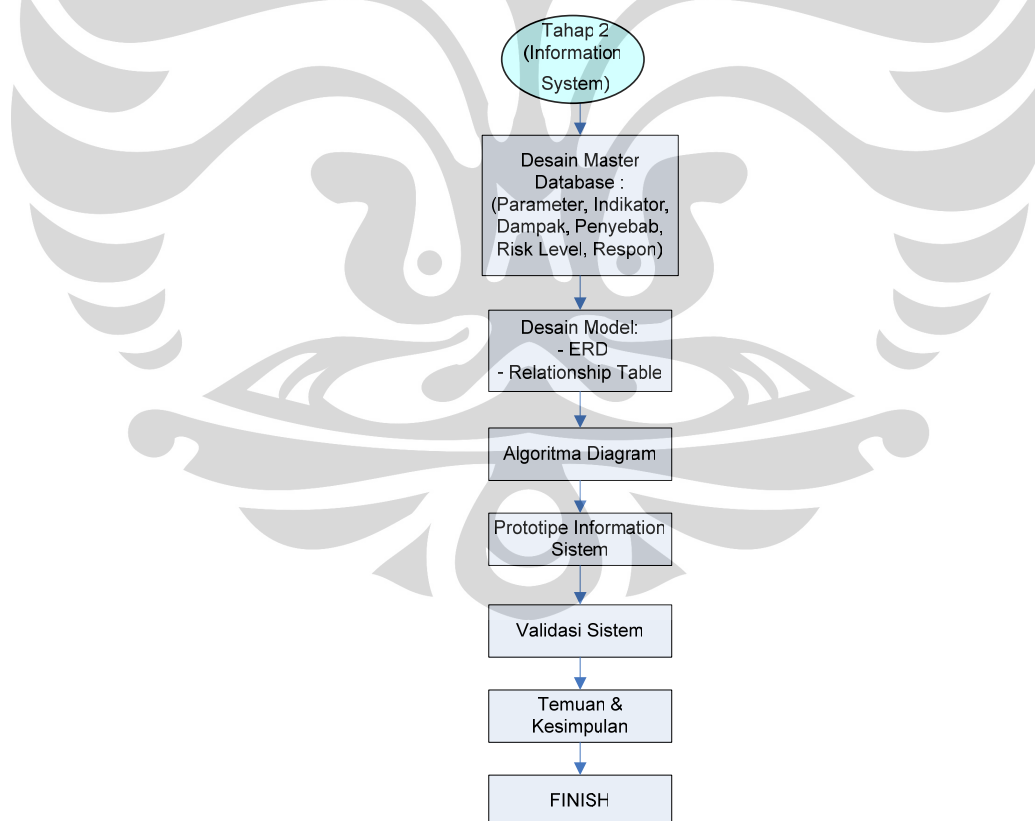 Tahap 2
(Information
System)
Desain Master
Database :
(Parameter, Indikator,
Dampak, Penyebab,
Risk Level, Respon)
Desain Model:
- ERD
- Relationship Table
Algoritma Diagram
Prototipe Information
Sistem
Validasi Sistem
Temuan &
Kesimpulan
FINISH